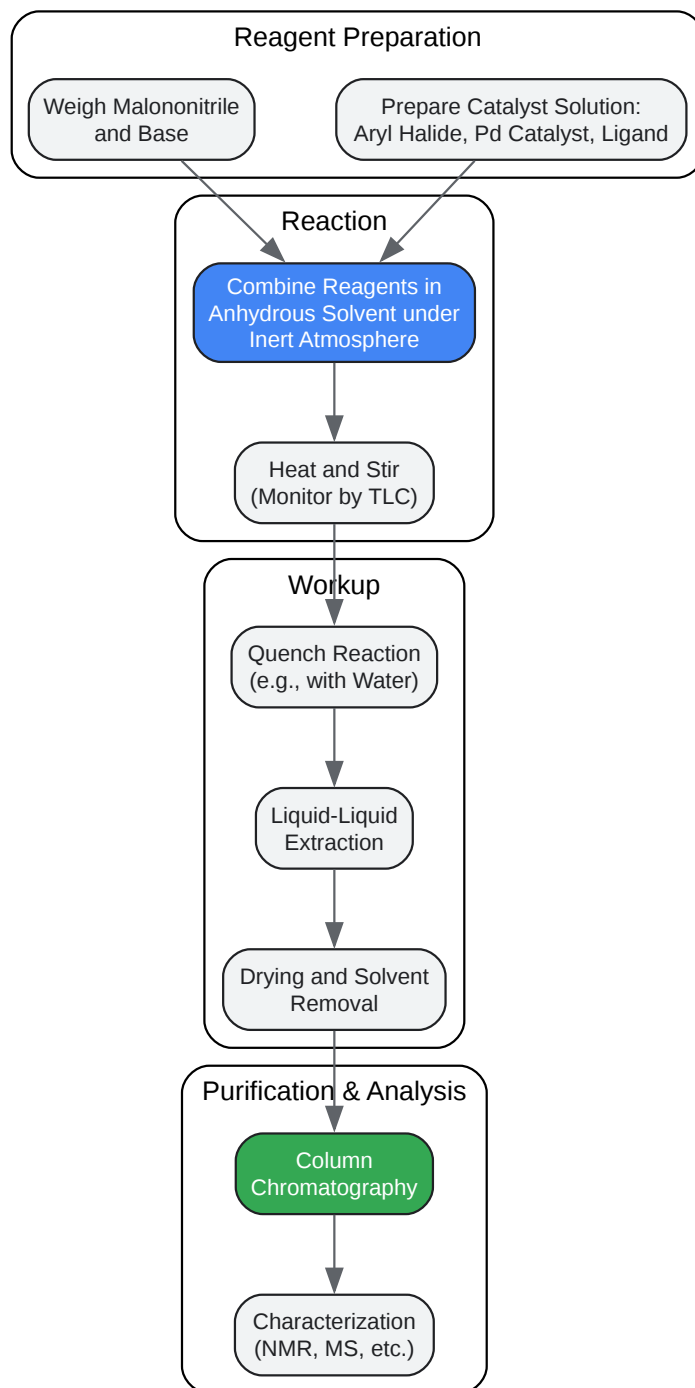 Reagent Preparation
Weigh Malononitrile
and Base
Prepare Catalyst Solution:
Aryl Halide, Pd Catalyst, Ligand
Reaction
Combine Reagents in
Anhydrous Solvent under
Inert Atmosphere
Heat and Stir
(Monitor by TLC)
Workup
Quench Reaction
(e.g., with Water)
Liquid-Liquid
Extraction
Drying and Solvent
Removal
Purification & Analysis
Column
Chromatography
Characterization
(NMR, MS, etc.)